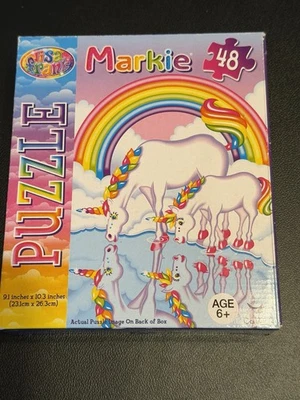 Lisa Frank
Markie
48
PUZZLE
9.1 inches x 10.3 inches
(23.1cm x 26.3cm)
Actual Puzzle Image On Back of Box
AGE
6+